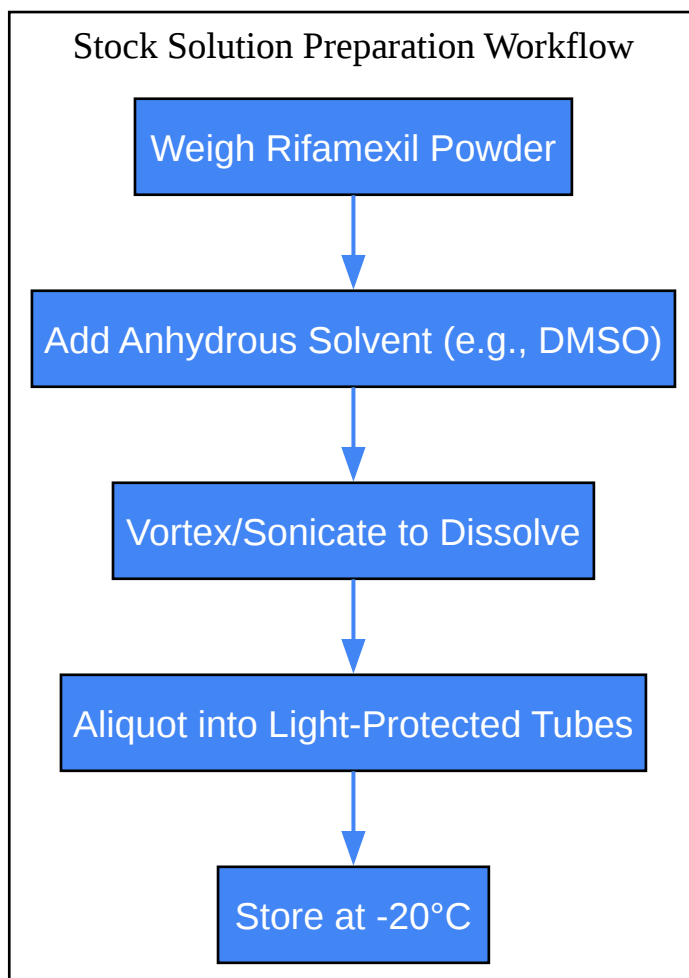 Stock Solution Preparation Workflow
Weigh Rifamexil Powder
Add Anhydrous Solvent (e.g., DMSO)
Vortex/Sonicate to Dissolve
Aliquot into Light-Protected Tubes
Store at -20°C